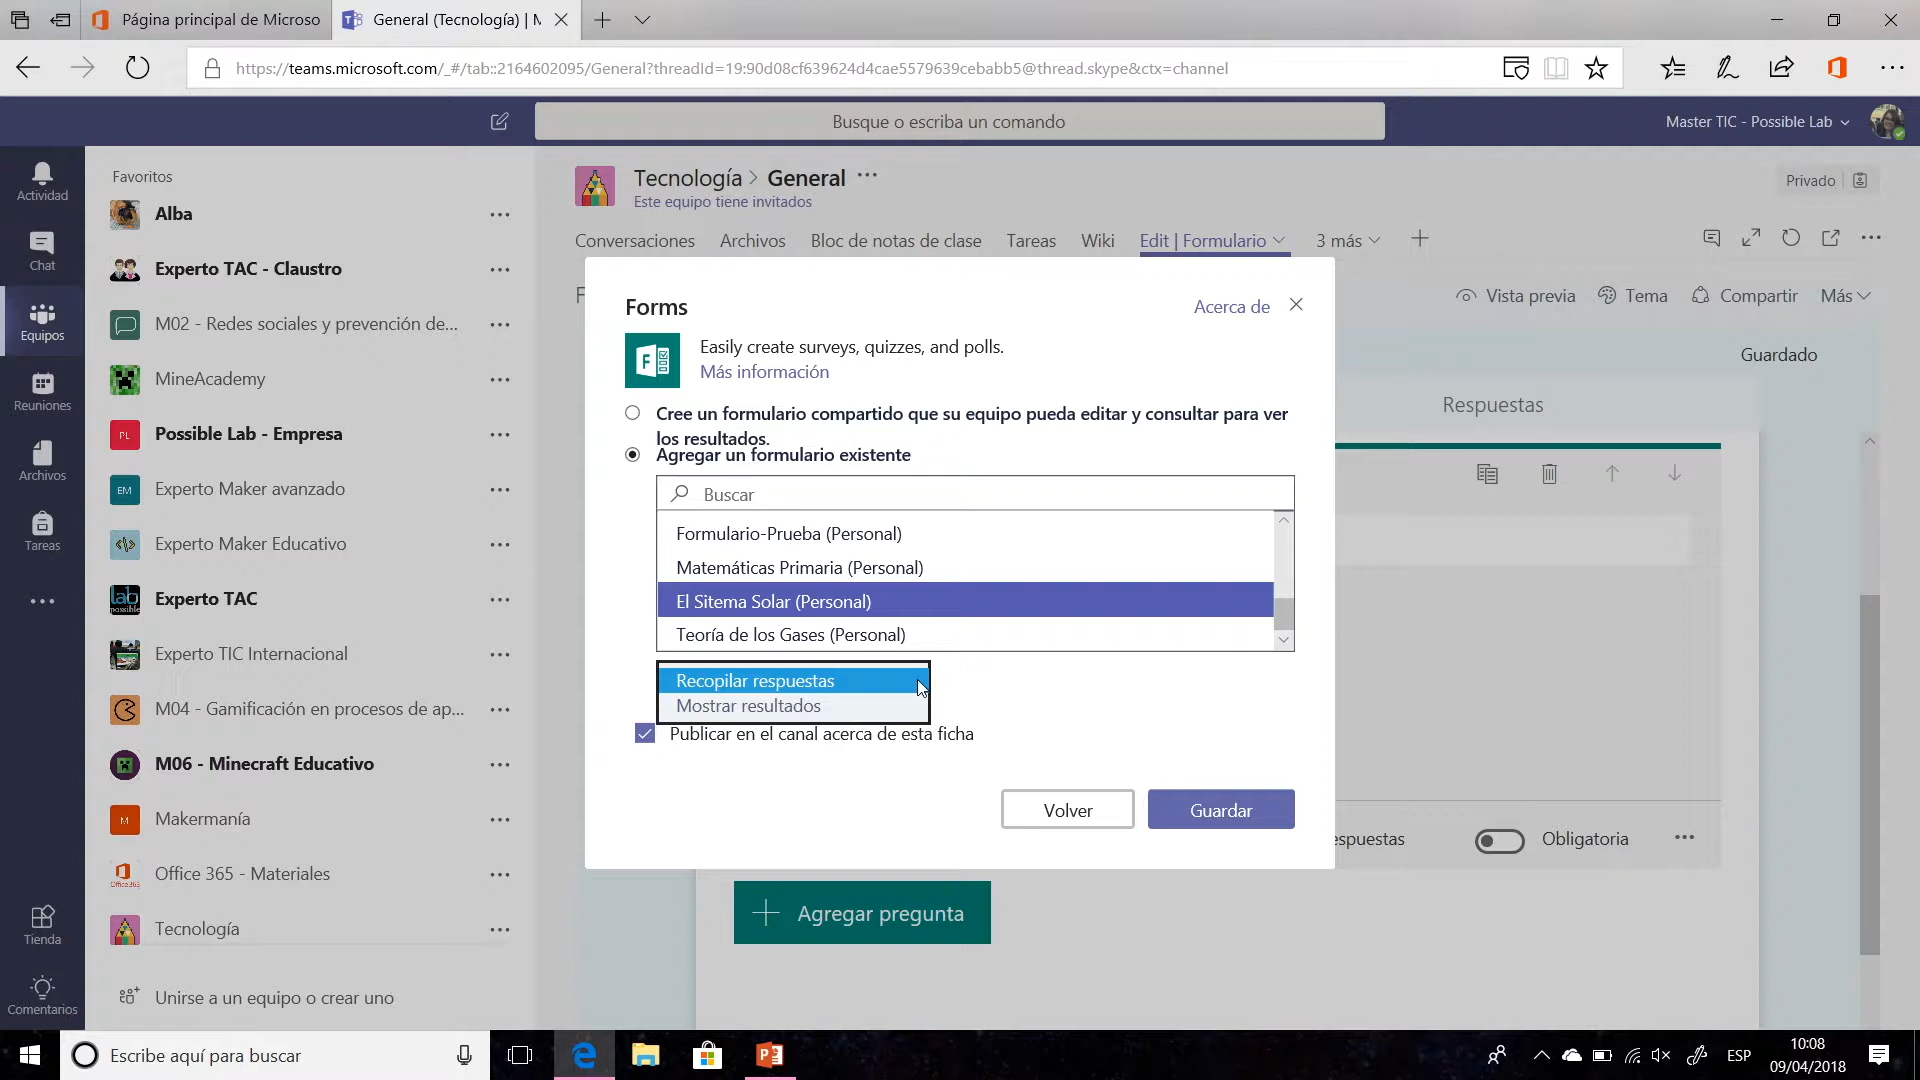 Página principal de Microso
General (Tecnología) | M
https://teams.microsoft.com/_#/tab::2164602095/General?threadId=19:90d08cf639624d4cae5579639cebabb5@thread.skype&ctx=channel
Busque o escriba un comando
Master TIC - Possible Lab
Actividad
Chat
Equipos
Reuniones
Archivos
Tareas
Tienda
Comentarios
Favoritos
Alba
Experto TAC - Claustro
M02 - Redes sociales y prevención de...
MineAcademy
PL
Possible Lab - Empresa
EM
Experto Maker avanzado
Experto Maker Educativo
lab
possible
Experto TAC
Experto TIC Internacional
M04 - Gamificación en procesos de ap...
M06 - Minecraft Educativo
M
Makermanía
Office 365
Office 365 - Materiales
Tecnología
Unirse a un equipo o crear uno
Tecnología > General
Este equipo tiene invitados
Privado
Conversaciones
Archivos
Bloc de notas de clase
Tareas
Wiki
Edit | Formulario
3 más
F
Vista previa
Tema
Compartir
Más
Guardado
Respuestas
Forms
Acerca de
F
Easily create surveys, quizzes, and polls.
Más información
Cree un formulario compartido que su equipo pueda editar y consultar para ver
los resultados.
Agregar un formulario existente
Buscar
Formulario-Prueba (Personal)
Matemáticas Primaria (Personal)
El Sitema Solar (Personal)
Teoría de los Gases (Personal)
Recopilar respuestas
Mostrar resultados
Publicar en el canal acerca de esta ficha
Volver
Guardar
espuestas
Obligatoria
Agregar pregunta
Escribe aquí para buscar
ESP
10:08
09/04/2018